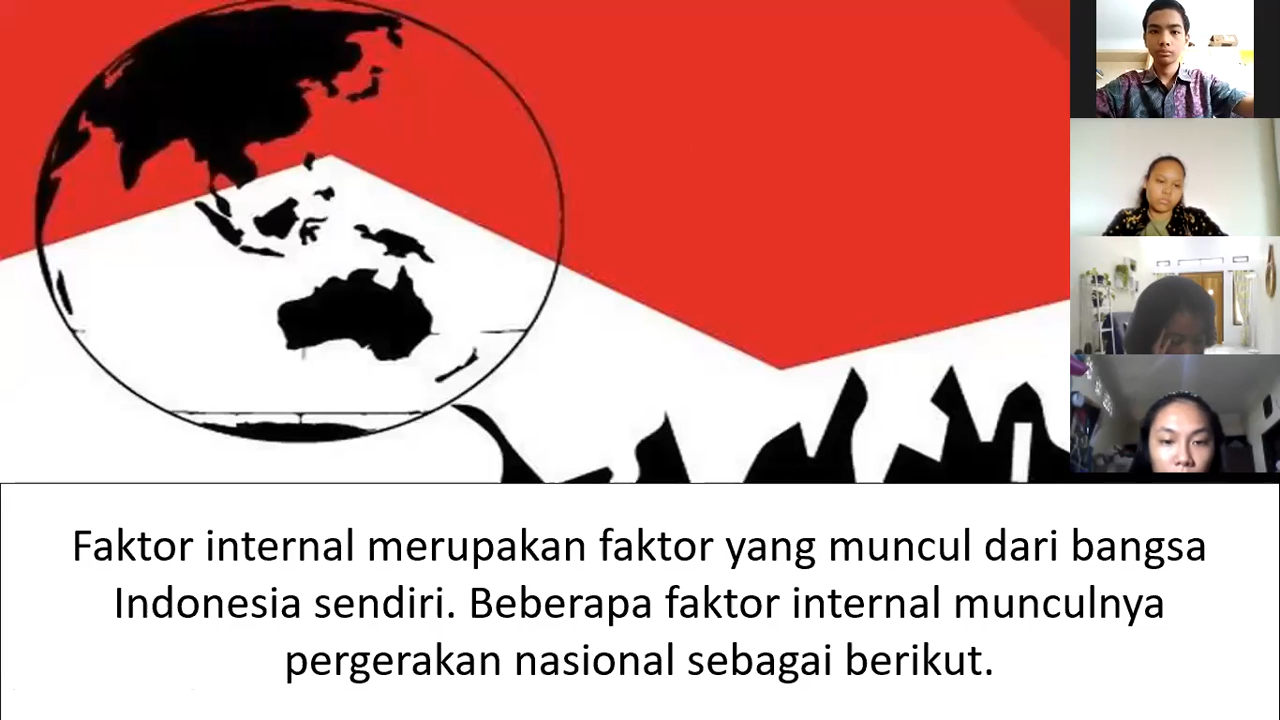 Faktor internal merupakan faktor yang muncul dari bangsa
Indonesia sendiri. Beberapa faktor internal munculnya
pergerakan nasional sebagai berikut.